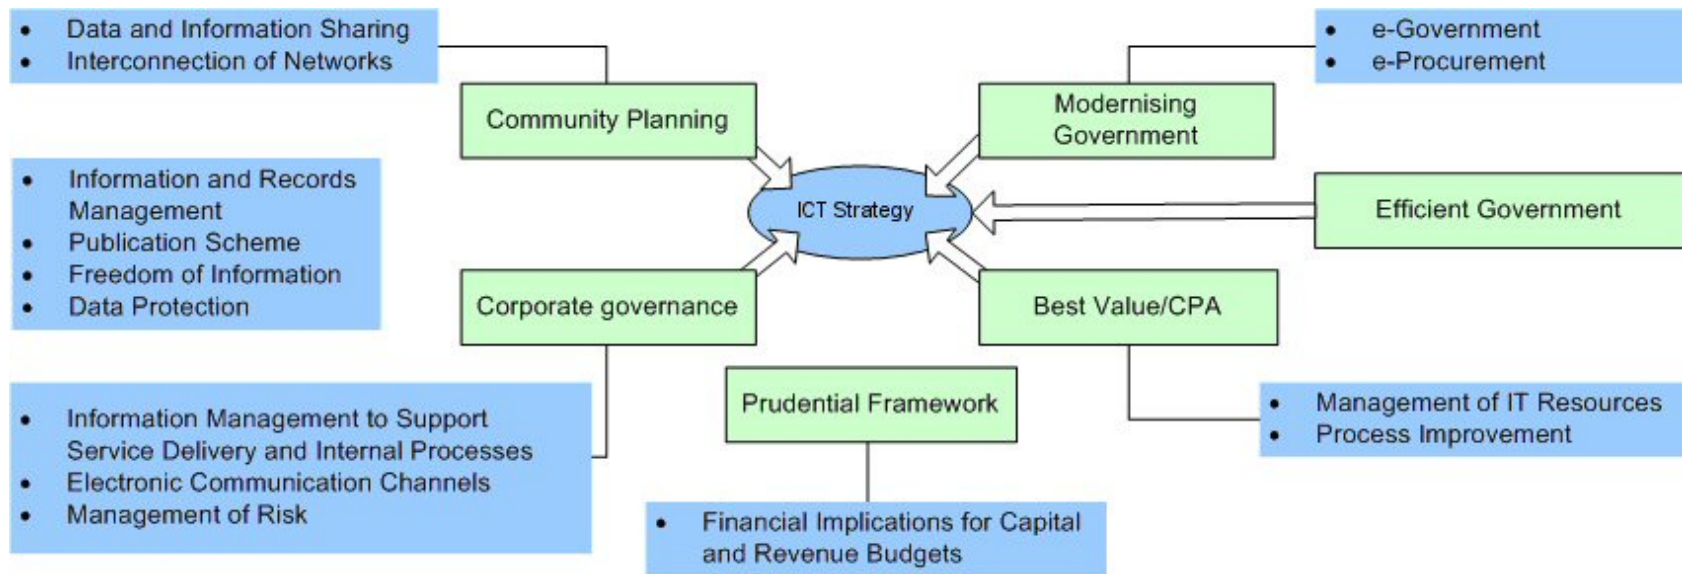 • Data and Information Sharing
• Interconnection of Networks
• e-Government
• e-Procurement
Community Planning
Modernising
Government
• Information and Records
Management
• Publication Scheme
• Freedom of Information
• Data Protection
ICT Strategy
Efficient Government
Corporate governance
Best Value/CPA
Prudential Framework
• Information Management to Support
Service Delivery and Internal Processes
• Electronic Communication Channels
• Management of Risk
• Management of IT Resources
• Process Improvement
• Financial Implications for Capital
and Revenue Budgets